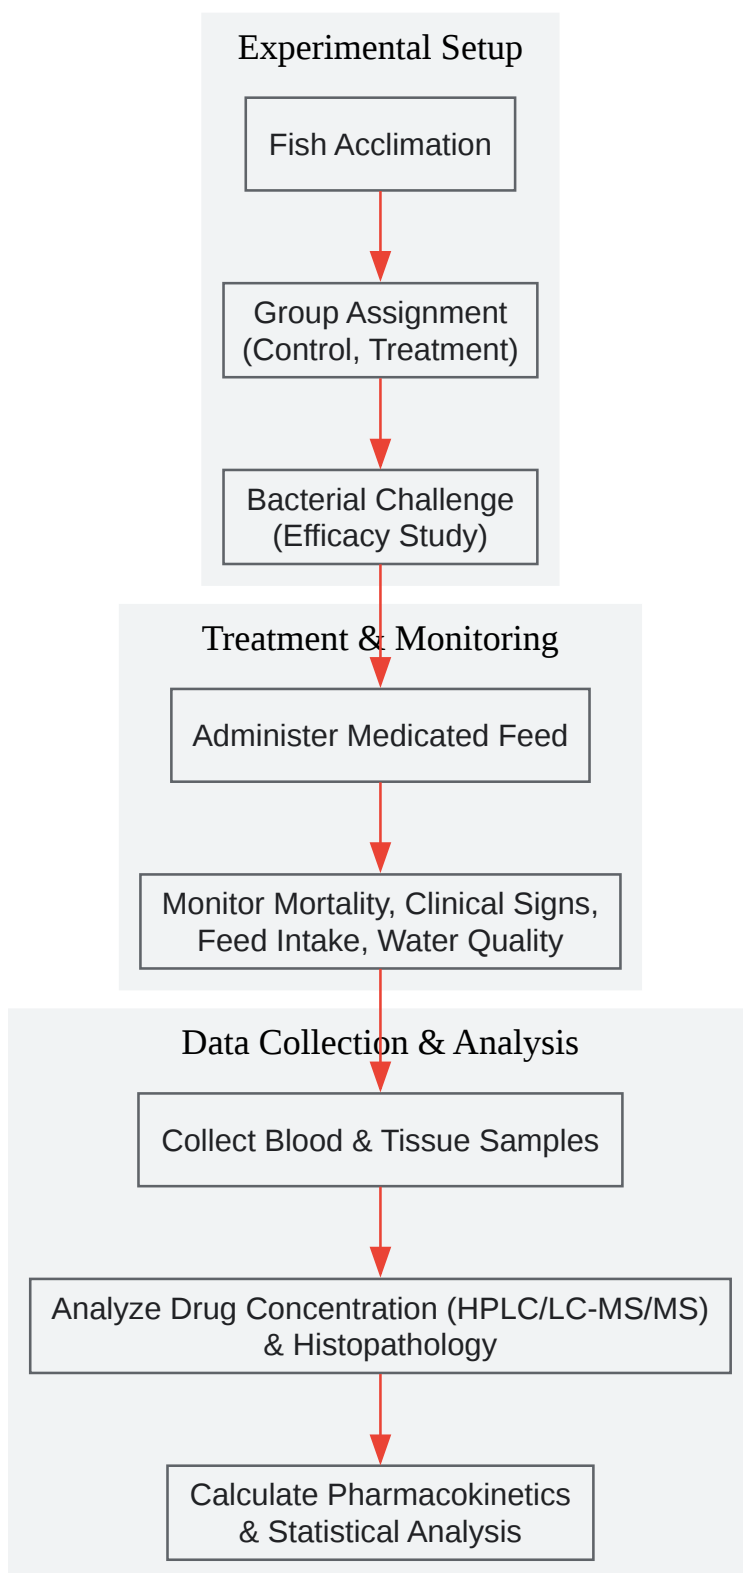 Experimental Setup
Fish Acclimation
Group Assignment
(Control, Treatment)
Bacterial Challenge
(Efficacy Study)
Treatment & Monitoring
Administer Medicated Feed
Monitor Mortality, Clinical Signs,
Feed Intake, Water Quality
Data Collection & Analysis
Collect Blood & Tissue Samples
Analyze Drug Concentration (HPLC/LC-MS/MS)
& Histopathology
Calculate Pharmacokinetics
& Statistical Analysis